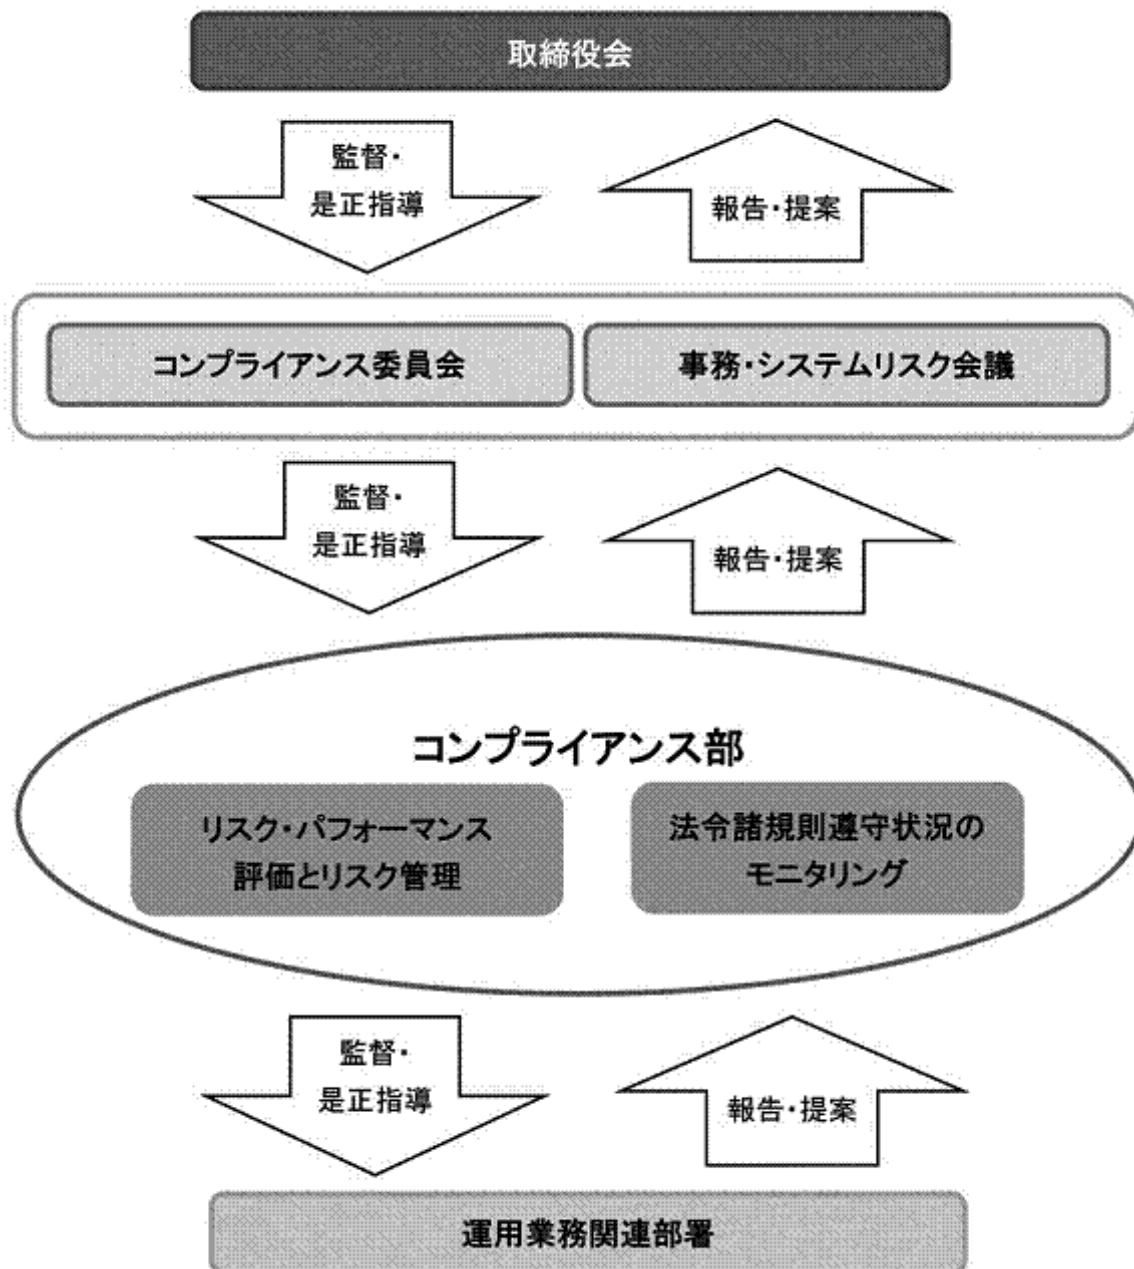 取締役会
監督・
是正指導
報告・提案
コンプライアンス委員会
事務・システムリスク会議
監督・
是正指導
報告・提案
コンプライアンス部
リスク・パフォーマンス
評価とリスク管理
法令諸規則遵守状況の
モニタリング
監督・
是正指導
報告・提案
運用業務関連部署